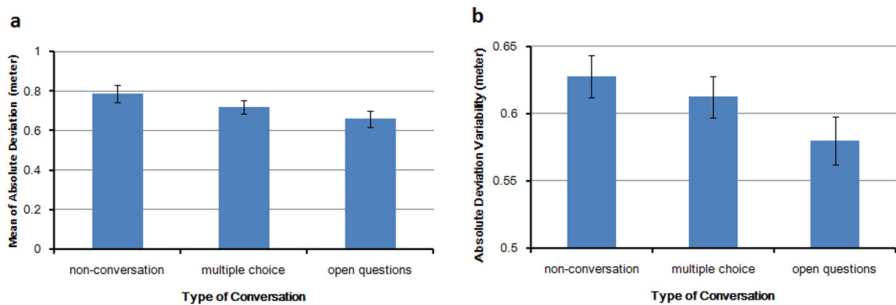 a
Mean of Absolute Deviation (meter)
1
0.8
0.6
0.4
0.2
0
non-conversation multiple choice open questions
Type of Conversation
b
Absolute Deviation Variability (meter)
0.65
0.6
0.55
0.5
non-conversation multiple choice open questions
Type of Conversation